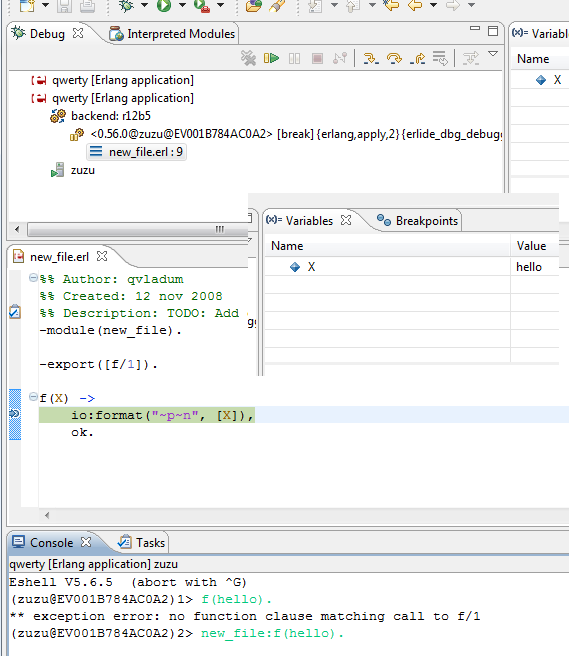 Debug
Interpreted Modules
(x)= Variabl
Name
X
qwerty [Erlang application]
qwerty [Erlang application]
backend: r12b5
<0.56.0@zuzu@EV001B784AC0A2> [break] {erlang,apply,2} {erlide_dbg_debugg
new_file.erl : 9
zuzu
(x)= Variables
Breakpoints
Name
Value
X
hello
new_file.erl
%% Author: qvladum
%% Created: 12 nov 2008
%% Description: TODO: Add
-module(new_file).
-export([f/1]).
f(X) ->
io:format("~p~n", [X]),
ok.
Console
Tasks
qwerty [Erlang application] zuzu
Eshell V5.6.5 (abort with ^G)
(zuzu@EV001B784AC0A2)1> f(hello).
** exception error: no function clause matching call to f/1
(zuzu@EV001B784AC0A2)2> new_file:f(hello).